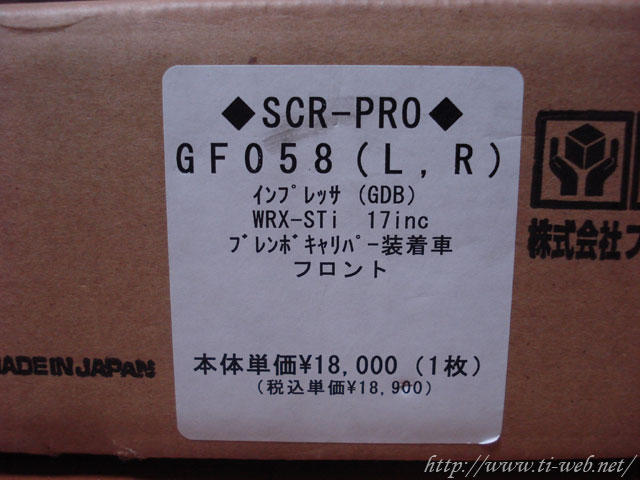 ◆SCR-PRO◆
GF058(L,R)
ｲﾝﾌﾟﾚｯｻ (GDB)
WRX-STi 17inc
ﾌﾞﾚﾝﾎﾞｷｬﾘﾊﾟｰ装着車
フロント
本体単価¥18,000 (1枚)
(税込単価¥18,900)
MADE IN JAPAN
株式会社フ
http://www.ti-web.net/